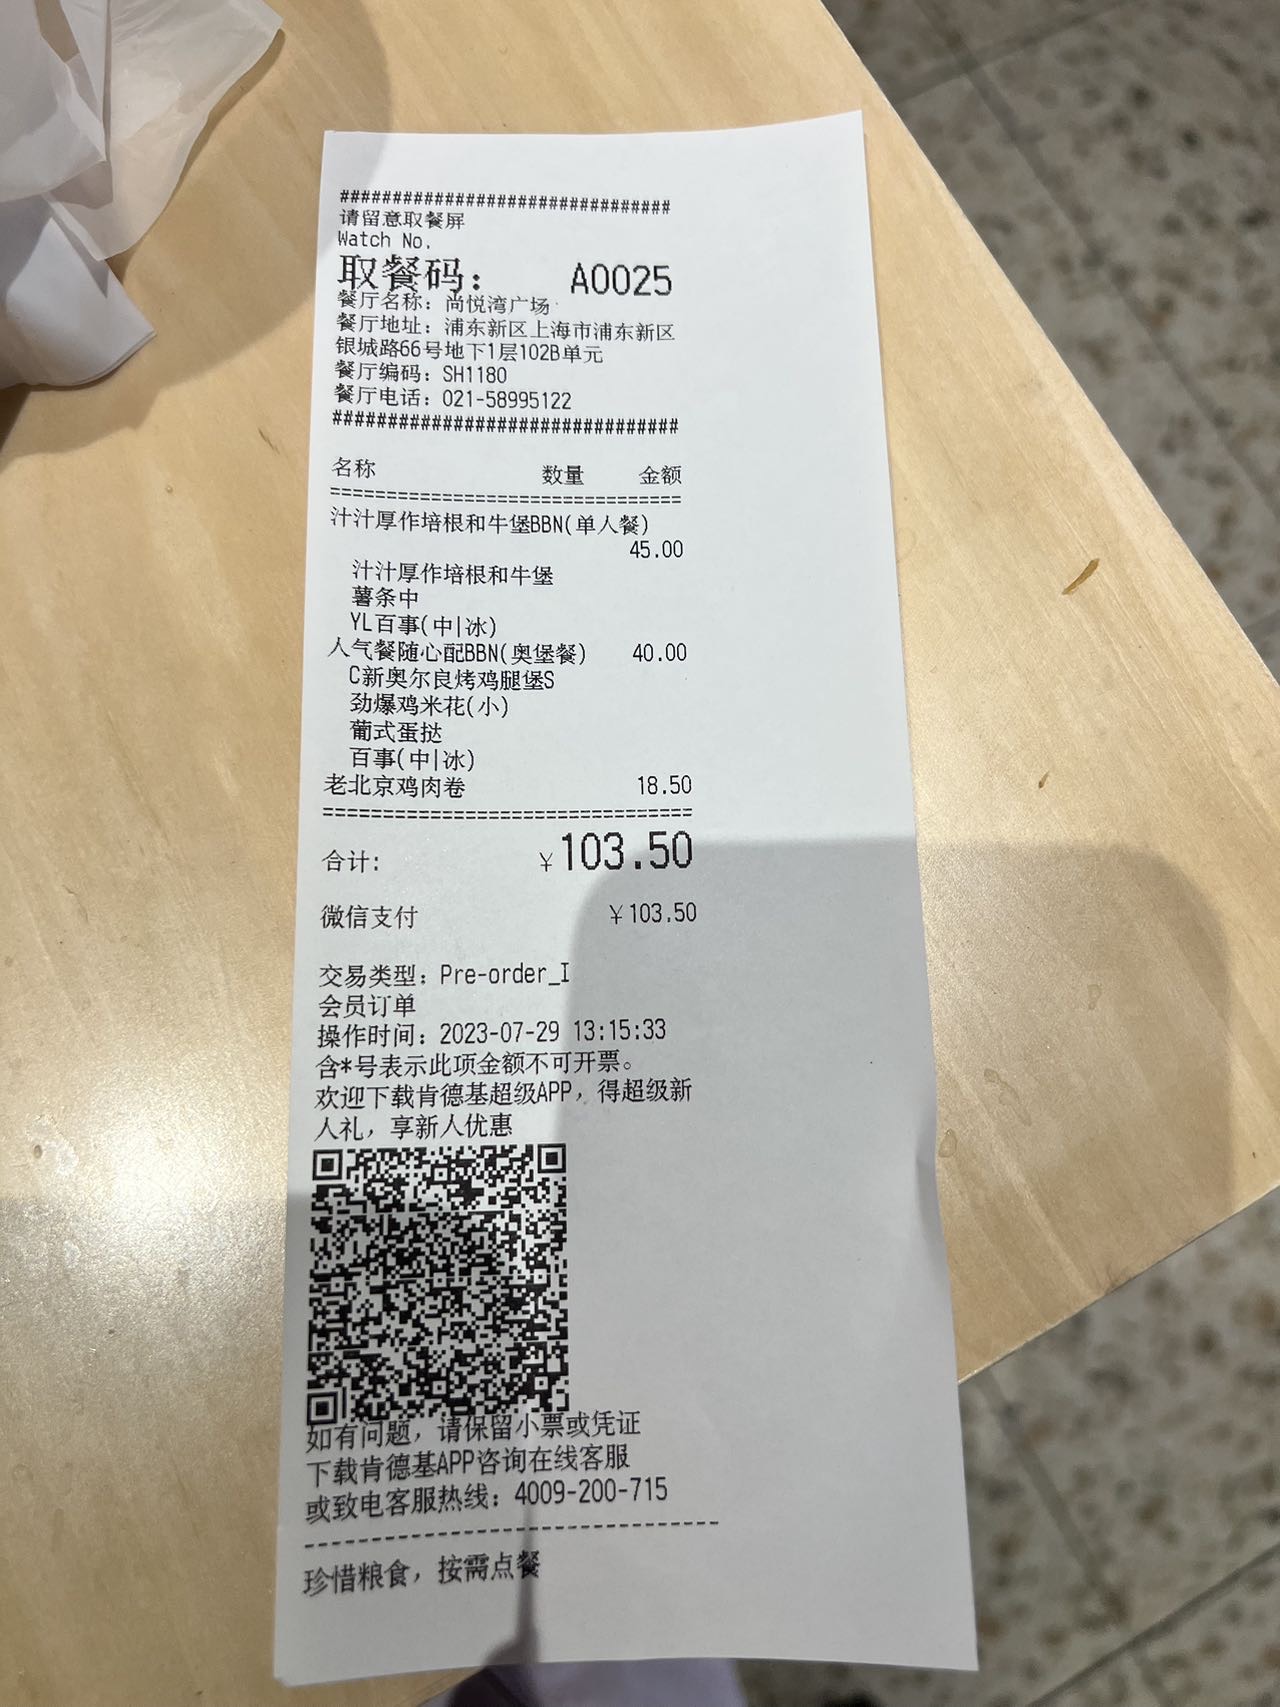 ###############################
请留意取餐屏
Watch No.
取餐码： A0025
餐厅名称：尚悦湾广场
餐厅地址：浦东新区上海市浦东新区
银城路66号地下1层102B单元
餐厅编码：SH1180
餐厅电话：021-58995122
###############################
名称 数量 金额
===============================
汁汁厚作培根和牛堡BBN(单人餐)
45.00
汁汁厚作培根和牛堡
薯条中
YL百事(中|冰)
人气餐随心配BBN(奥堡餐) 40.00
C新奥尔良烤鸡腿堡S
劲爆鸡米花(小)
葡式蛋挞
百事(中|冰)
老北京鸡肉卷 18.50
===============================
合计: ￥103.50
微信支付 ￥103.50
交易类型：Pre-order_I
会员订单
操作时间：2023-07-29 13:15:33
含*号表示此项金额不可开票。
欢迎下载肯德基超级APP，得超级新
人礼，享新人优惠
如有问题，请保留小票或凭证
下载肯德基APP咨询在线客服
或致电客服热线：4009-200-715
-----------------------------------
珍惜粮食，按需点餐